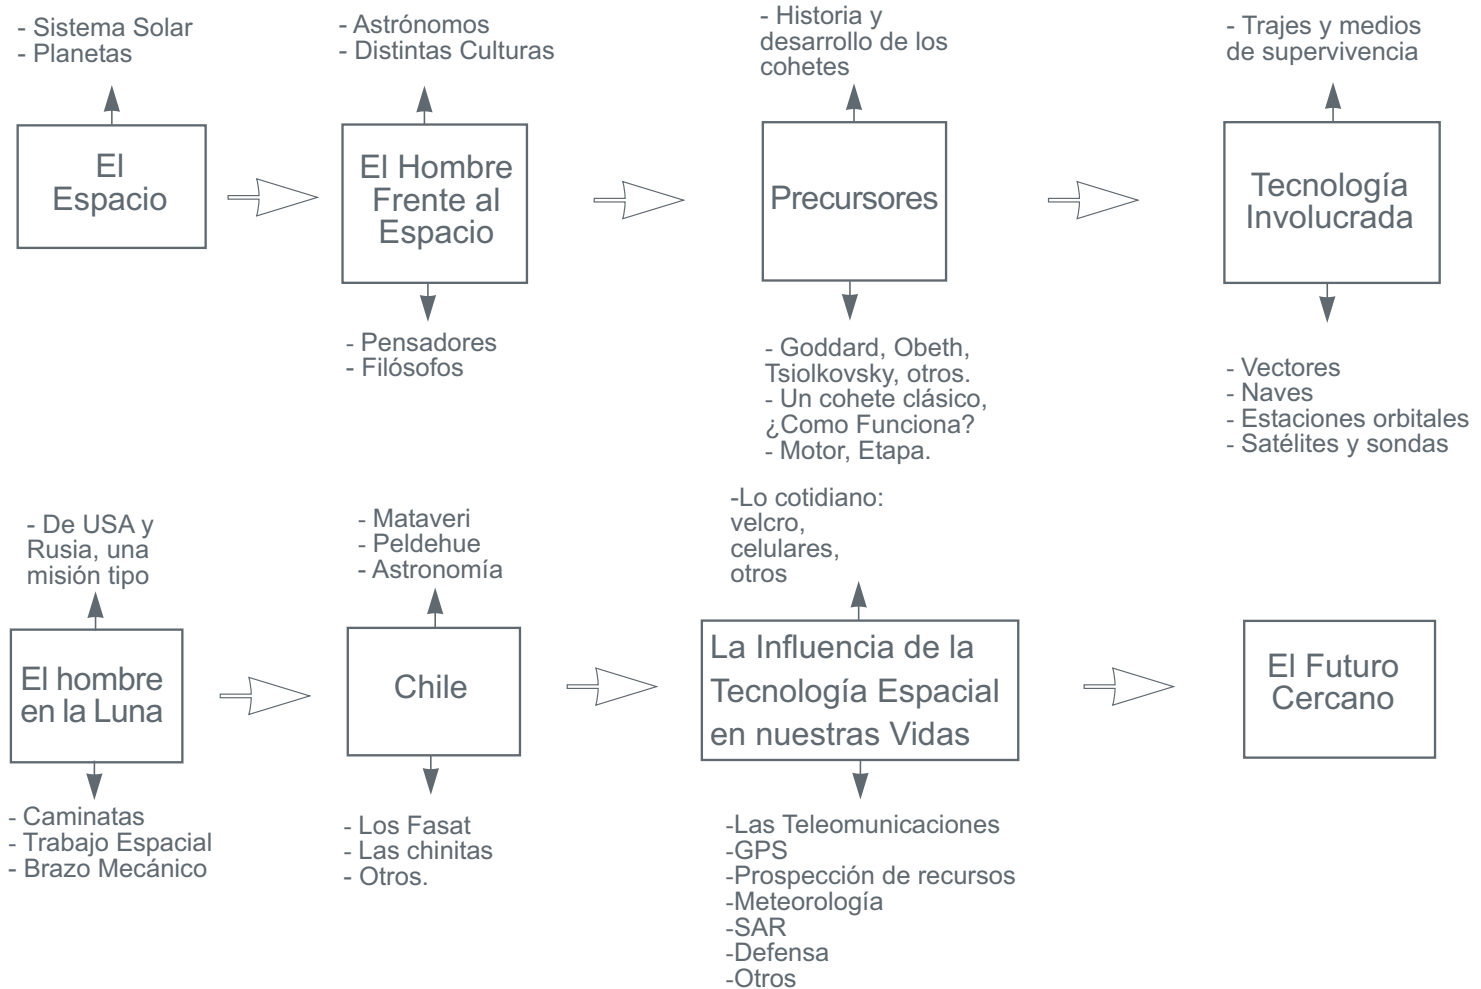 - Sistema Solar
- Planetas
El
Espacio
- Astrónomos
- Distintas Culturas
El Hombre
Frente al
Espacio
- Pensadores
- Filósofos
- Historia y
desarrollo de los
cohetes
Precursores
- Goddard, Obeth,
Tsiolkovsky, otros.
- Un cohete clásico,
¿Como Funciona?
- Motor, Etapa.
- Trajes y medios
de supervivencia
Tecnología
Involucrada
- Vectores
- Naves
- Estaciones orbitales
- Satélites y sondas
- De USA y
Rusia, una
misión tipo
El hombre
en la Luna
- Caminatas
- Trabajo Espacial
- Brazo Mecánico
- Mataveri
- Peldehue
- Astronomía
Chile
- Los Fasat
- Las chinitas
- Otros.
-Lo cotidiano:
velcro,
celulares,
otros
La Influencia de la
Tecnología Espacial
en nuestras Vidas
-Las Teleomunicaciones
-GPS
-Prospección de recursos
-Meteorología
-SAR
-Defensa
-Otros
El Futuro
Cercano